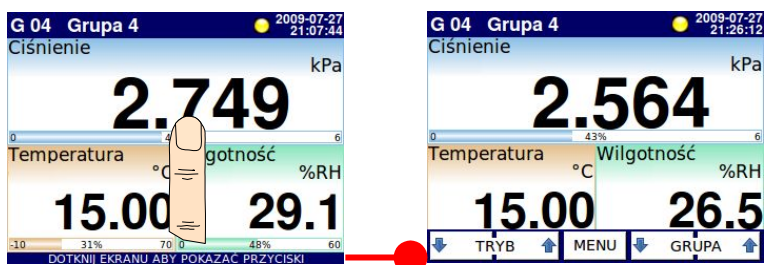 G 04 Grupa 4
2009-07-27
21:07:44
Ciśnienie
kPa
2.749
0 6
Temperatura
%RH
15.00 29.1
-10 31% 70 0 48% 60
DOTKNIJ EKRANU ABY POKAZAĆ PRZYCISKI
G 04 Grupa 4
2009-07-27
21:26:12
Ciśnienie
kPa
2.564
0 43% 6
Temperatura Wilgotność
°C %RH
15.00 26.5
TRYB MENU GRUPA